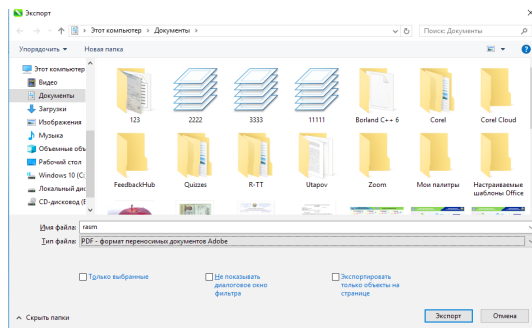 Экспорт
Этот компьютер > Документы >
Поиск: Документы
Упорядочить
Новая папка
Этот компьютер
Видео
Документы
Загрузки
Изображения
Музыка
Объемные объ
Рабочий стол
Windows 10 (C:
Локальный дис
CD-дисковод (E
123
2222
3333
11111
Borland C++ 6
Corel
Corel Cloud
FeedbackHub
Quizzes
R-TT
Utapov
Zoom
Мои палитры
Настраиваемые
шаблоны Office
Имя файла: rasm
Тип файла: PDF - формат переносимых документов Adobe
Только выбранные
Не показывать
диалоговое окно
фильтра
Экспортировать
только объекты на
странице
Скрыть папки
Экспорт
Отмена